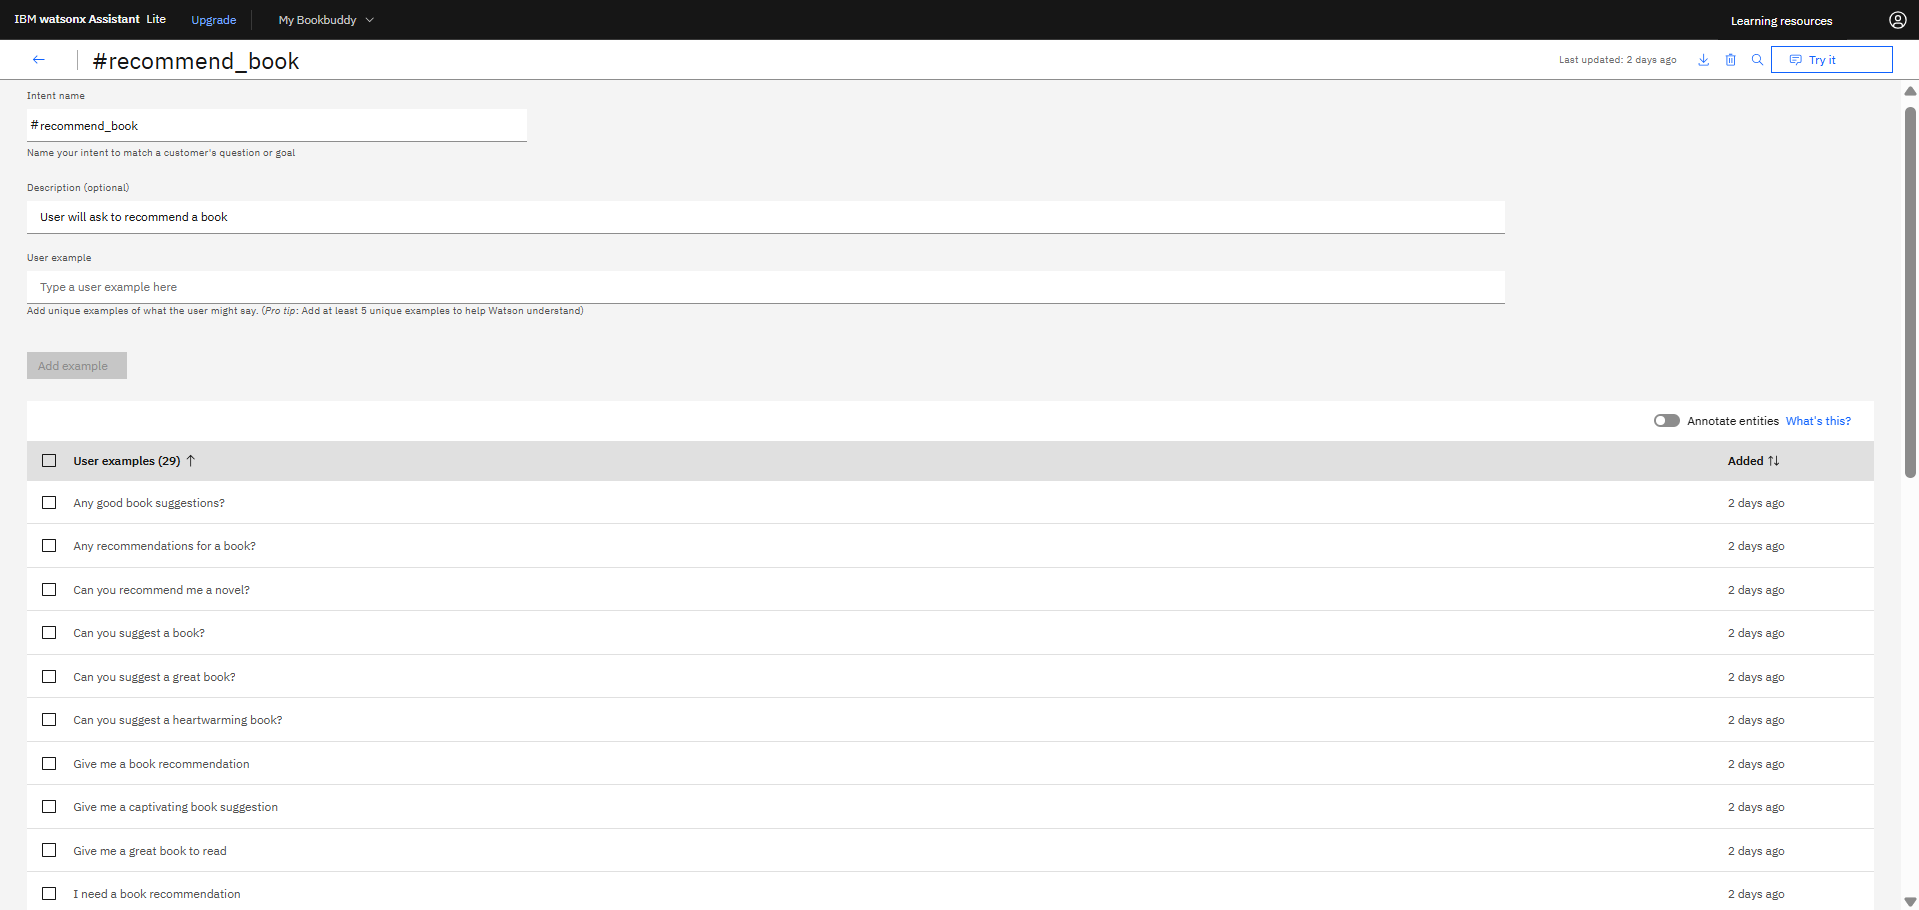 IBM watsonx Assistant Lite Upgrade My Bookbuddy Learning resources
#recommend_book Last updated: 2 days ago Try it
Intent name
#recommend_book
Name your intent to match a customer's question or goal
Description (optional)
User will ask to recommend a book
User example
Type a user example here
Add unique examples of what the user might say. (Pro tip: Add at least 5 unique examples to help Watson understand)
Add example
Annotate entities What's this?
User examples (29) Added
Any good book suggestions? 2 days ago
Any recommendations for a book? 2 days ago
Can you recommend me a novel? 2 days ago
Can you suggest a book? 2 days ago
Can you suggest a great book? 2 days ago
Can you suggest a heartwarming book? 2 days ago
Give me a book recommendation 2 days ago
Give me a captivating book suggestion 2 days ago
Give me a great book to read 2 days ago
I need a book recommendation 2 days ago